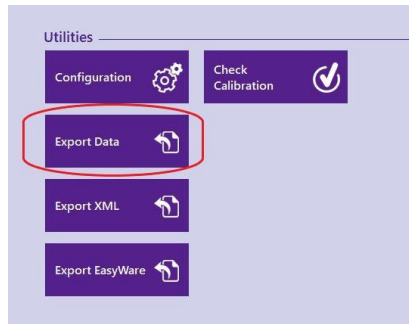 Utilities
Configuration
Check
Calibration
Export Data
Export XML
Export EasyWare